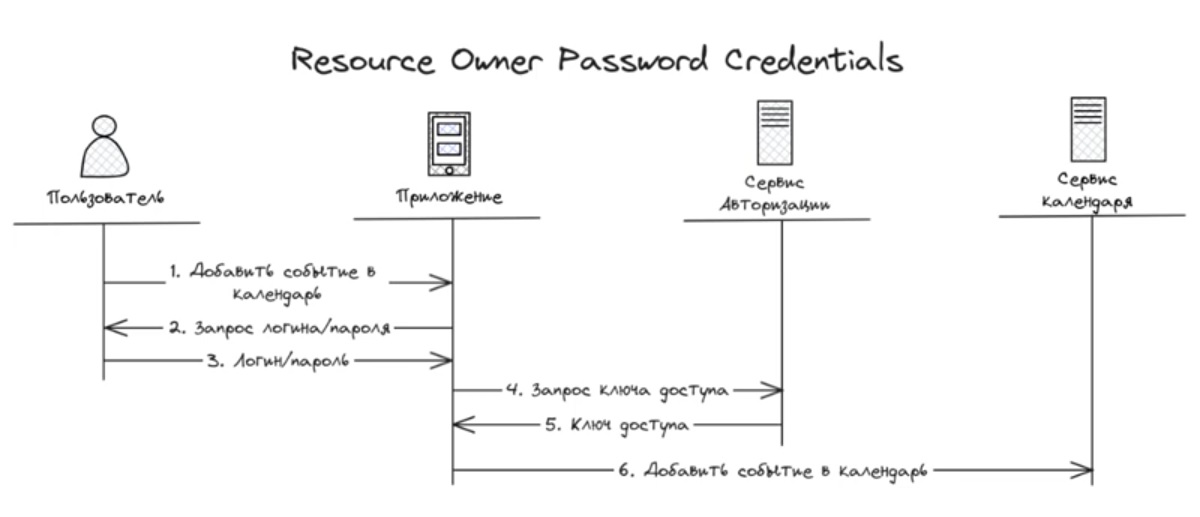 Resource Owner Password Credentials
Пользователь
Приложение
Сервис
Авторизации
Сервис
Календаря
1. Добавить событие в
календарь
2. Запрос логина/пароля
3. Логин/пароль
4. Запрос ключа доступа
5. Ключ доступа
6. Добавить событие в календарь